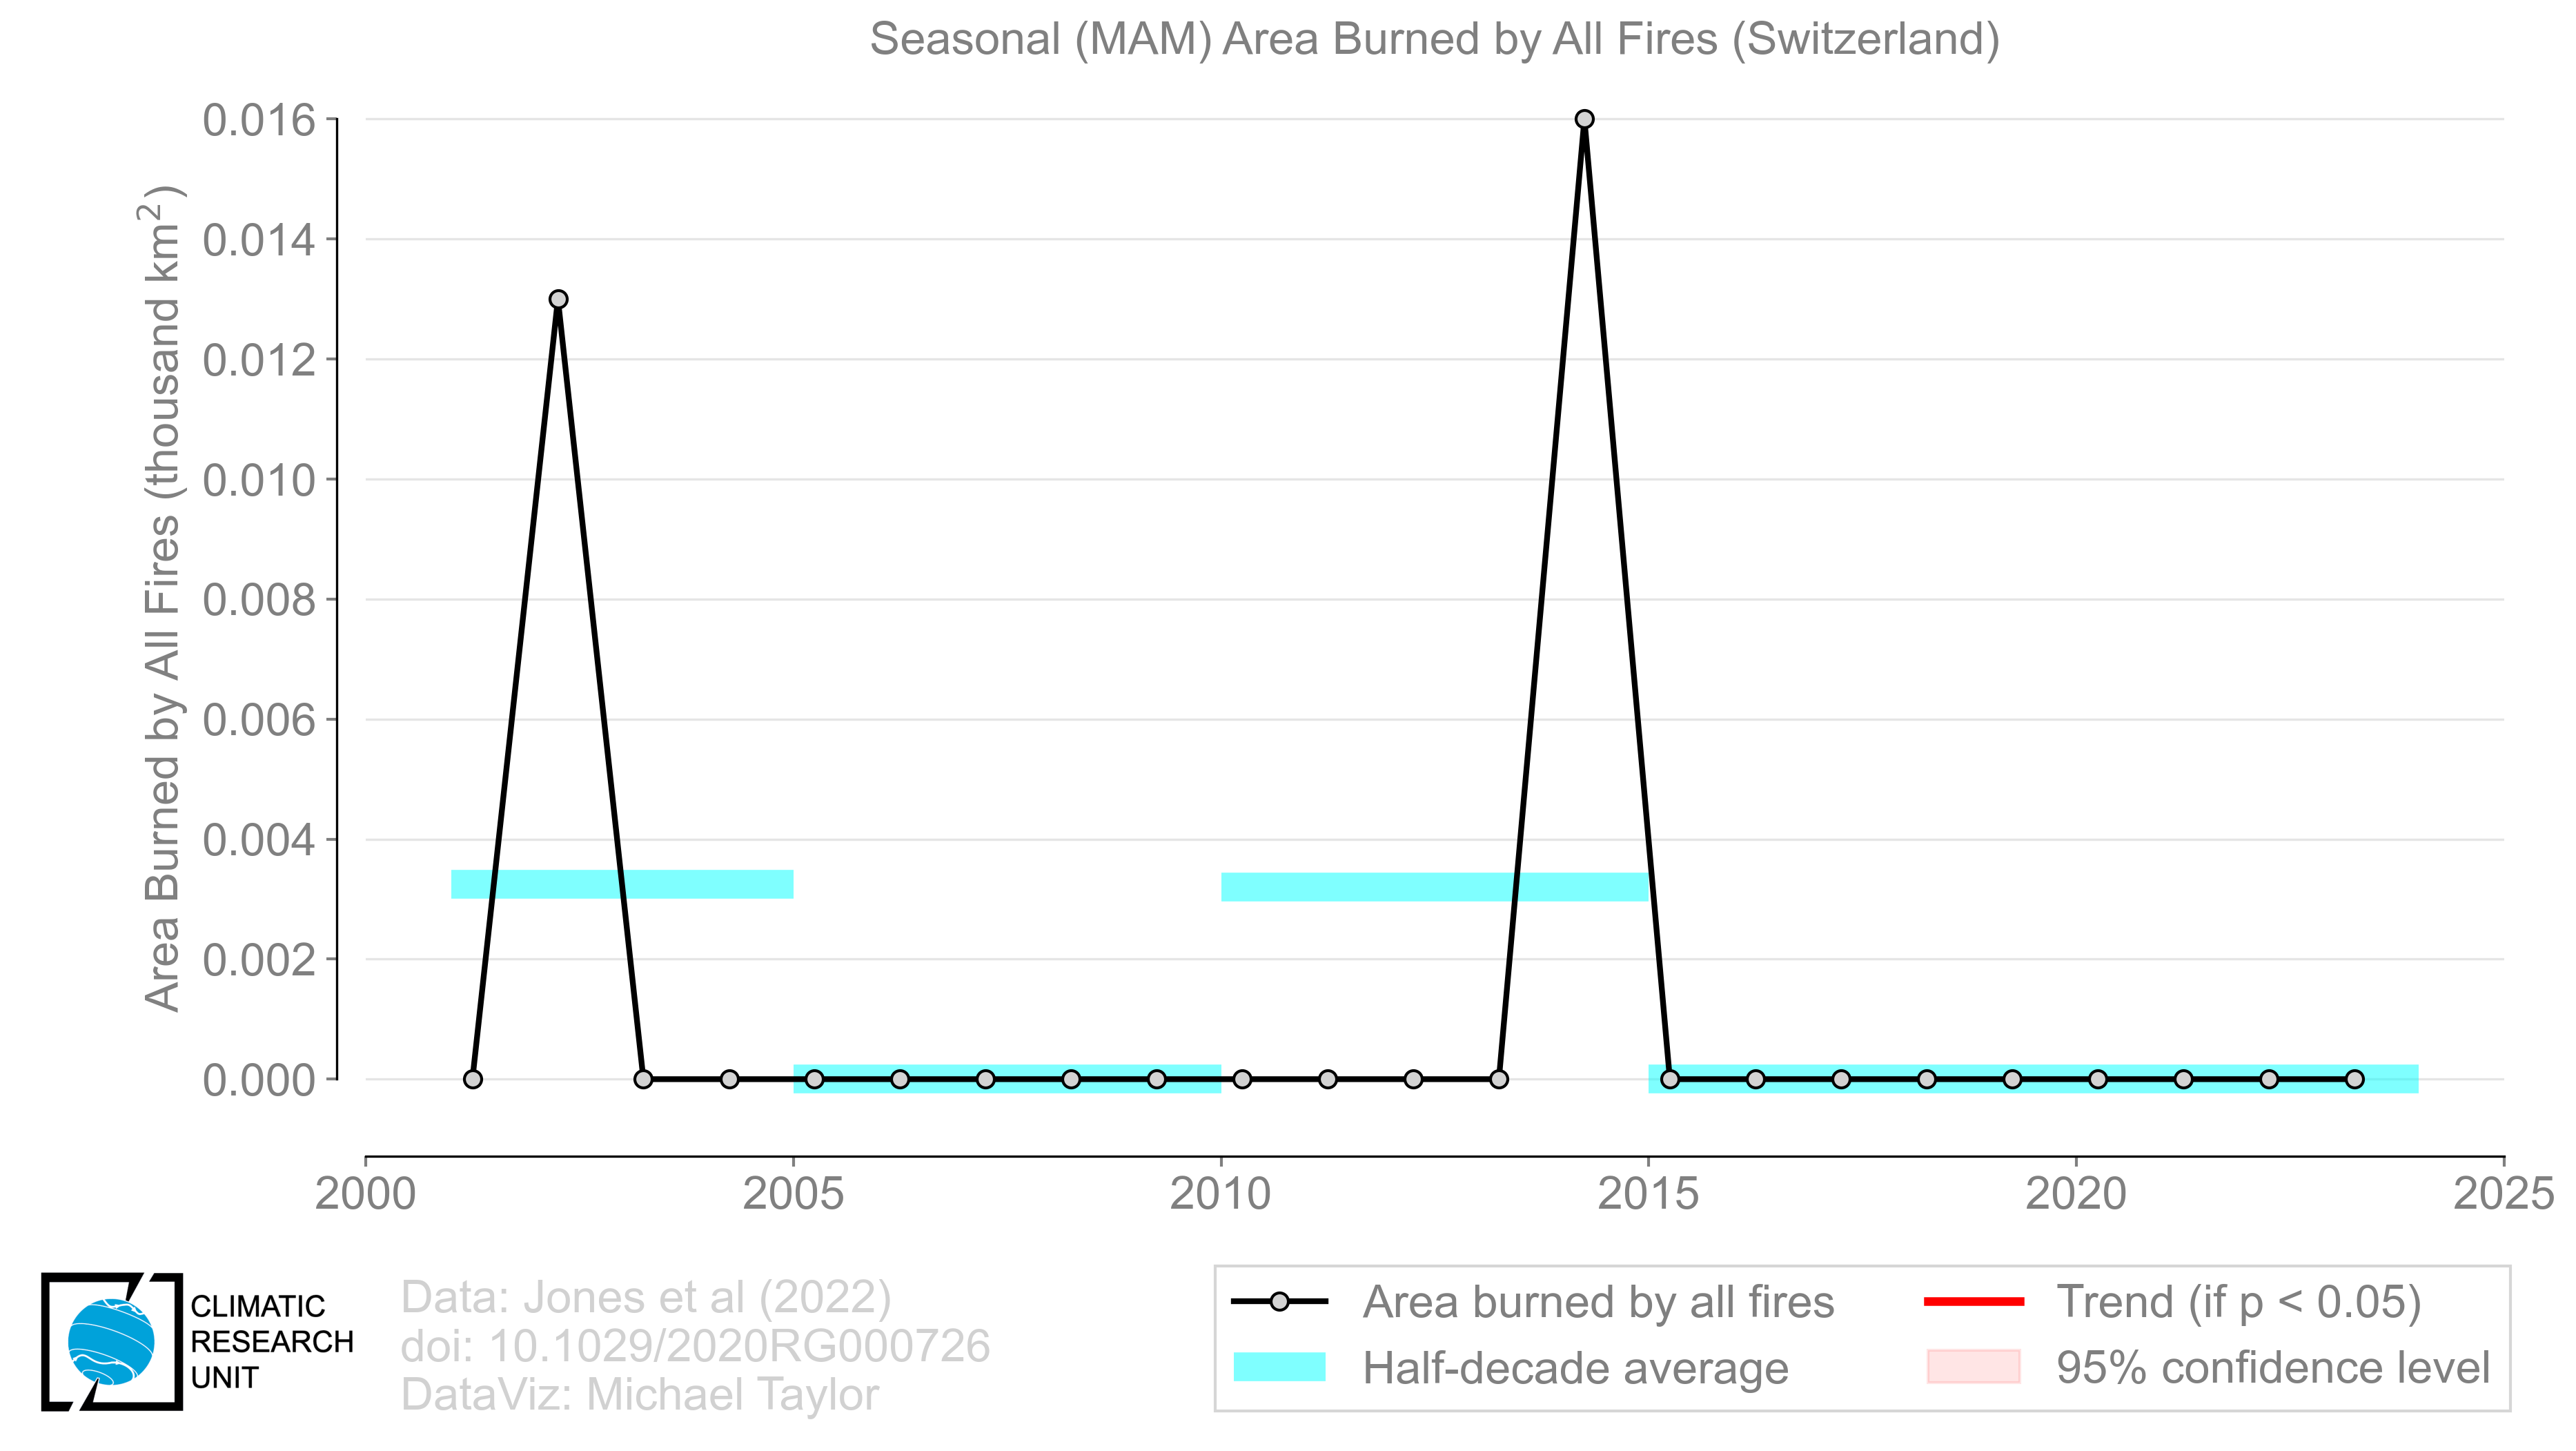 Seasonal (MAM) Area Burned by All Fires (Switzerland)
Area Burned by All Fires (thousand km²)
0.016
0.014
0.012
0.010
0.008
0.006
0.004
0.002
0.000
2000 2005 2010 2015 2020 2025
CLIMATIC
RESEARCH
UNIT
Data: Jones et al (2022)
doi: 10.1029/2020RG000726
DataViz: Michael Taylor
Area burned by all fires
Half-decade average
Trend (if p < 0.05)
95% confidence level